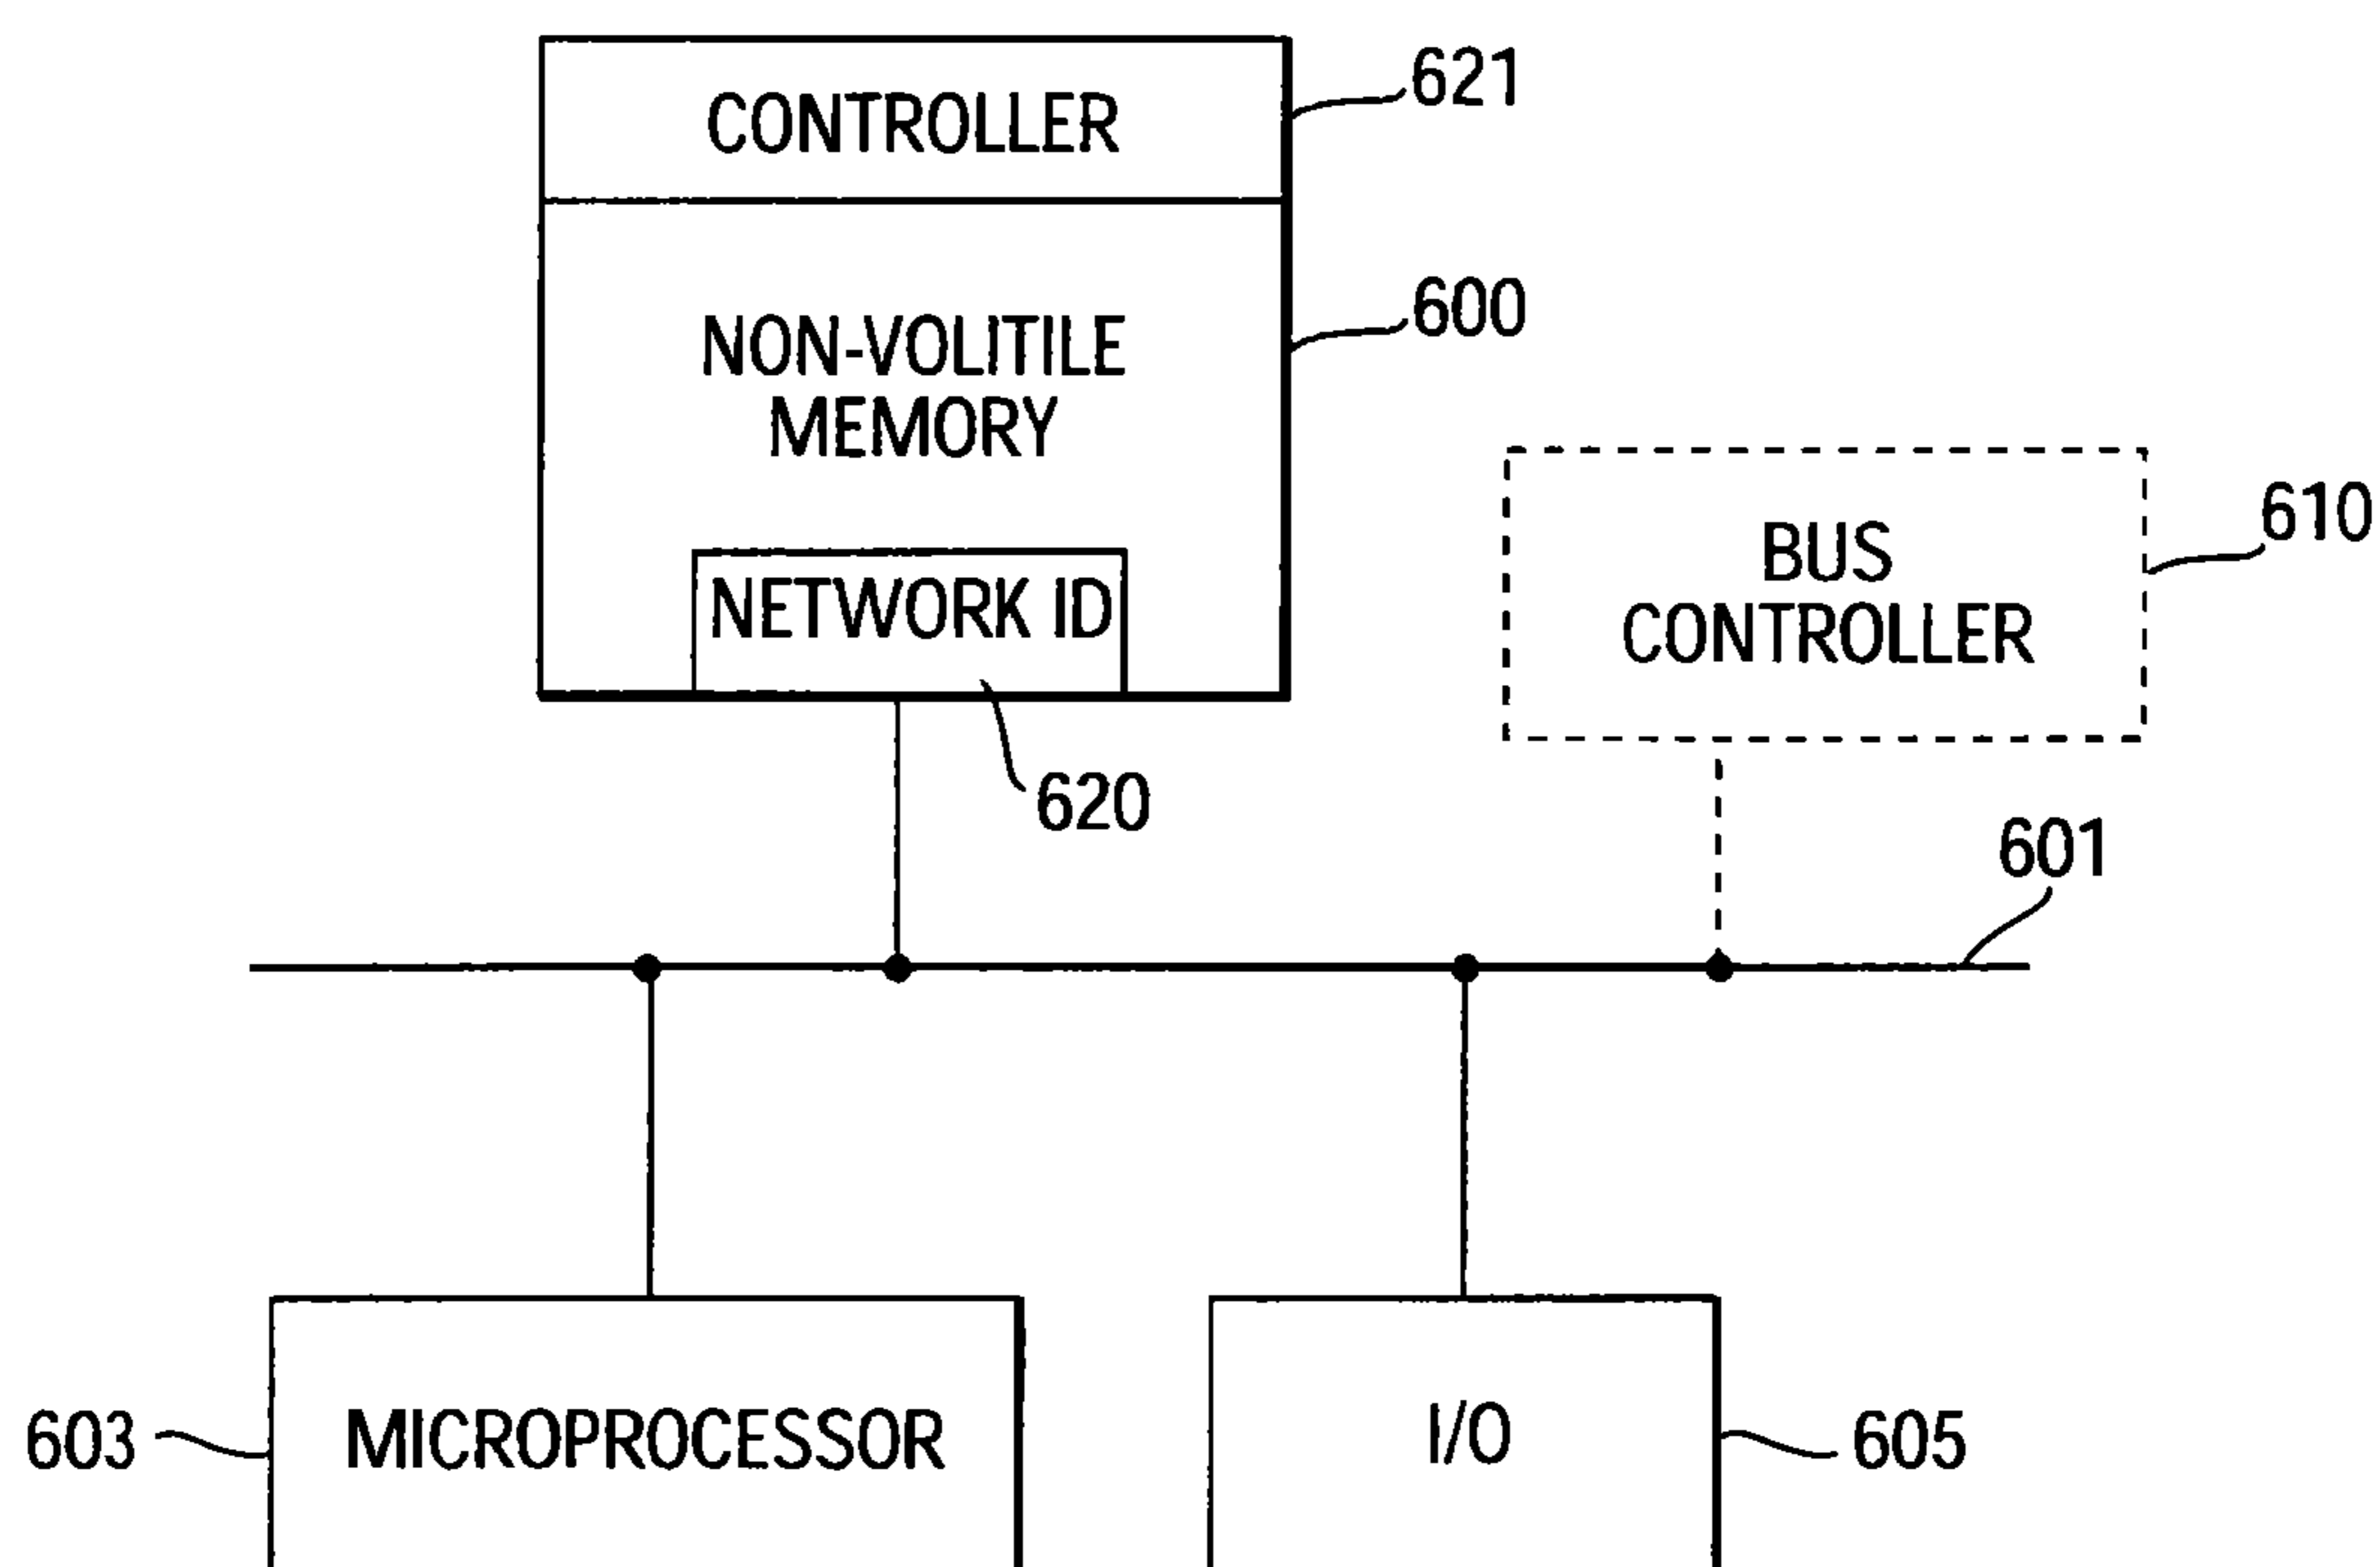 CONTROLLER
621
NON-VOLITILE
MEMORY
600
NETWORK ID
620
BUS
CONTROLLER
610
601
603
MICROPROCESSOR
I/O
605